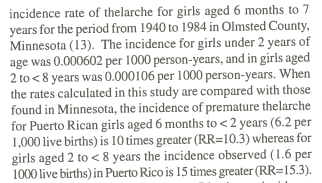 incidence rate of thelarche for girls aged 6 months to 7
years for the period from 1940 to 1984 in Olmsted County,
Minnesota (13). The incidence for girls under 2 years of
age was 0.000602 per 1000 person-years, and in girls aged
2 to < 8 years was 0.000106 per 1000 person-years. When
the rates calculated in this study are compared with those
found in Minnesota, the incidence of premature thelarche
for Puerto Rican girls aged 6 months to < 2 years (6.2 per
1,000 live births) is 10 times greater (RR=10.3) whereas for
girls aged 2 to < 8 years the incidence observed (1.6 per
1000 live births) in Puerto Rico is 15 times greater (RR=15.3).